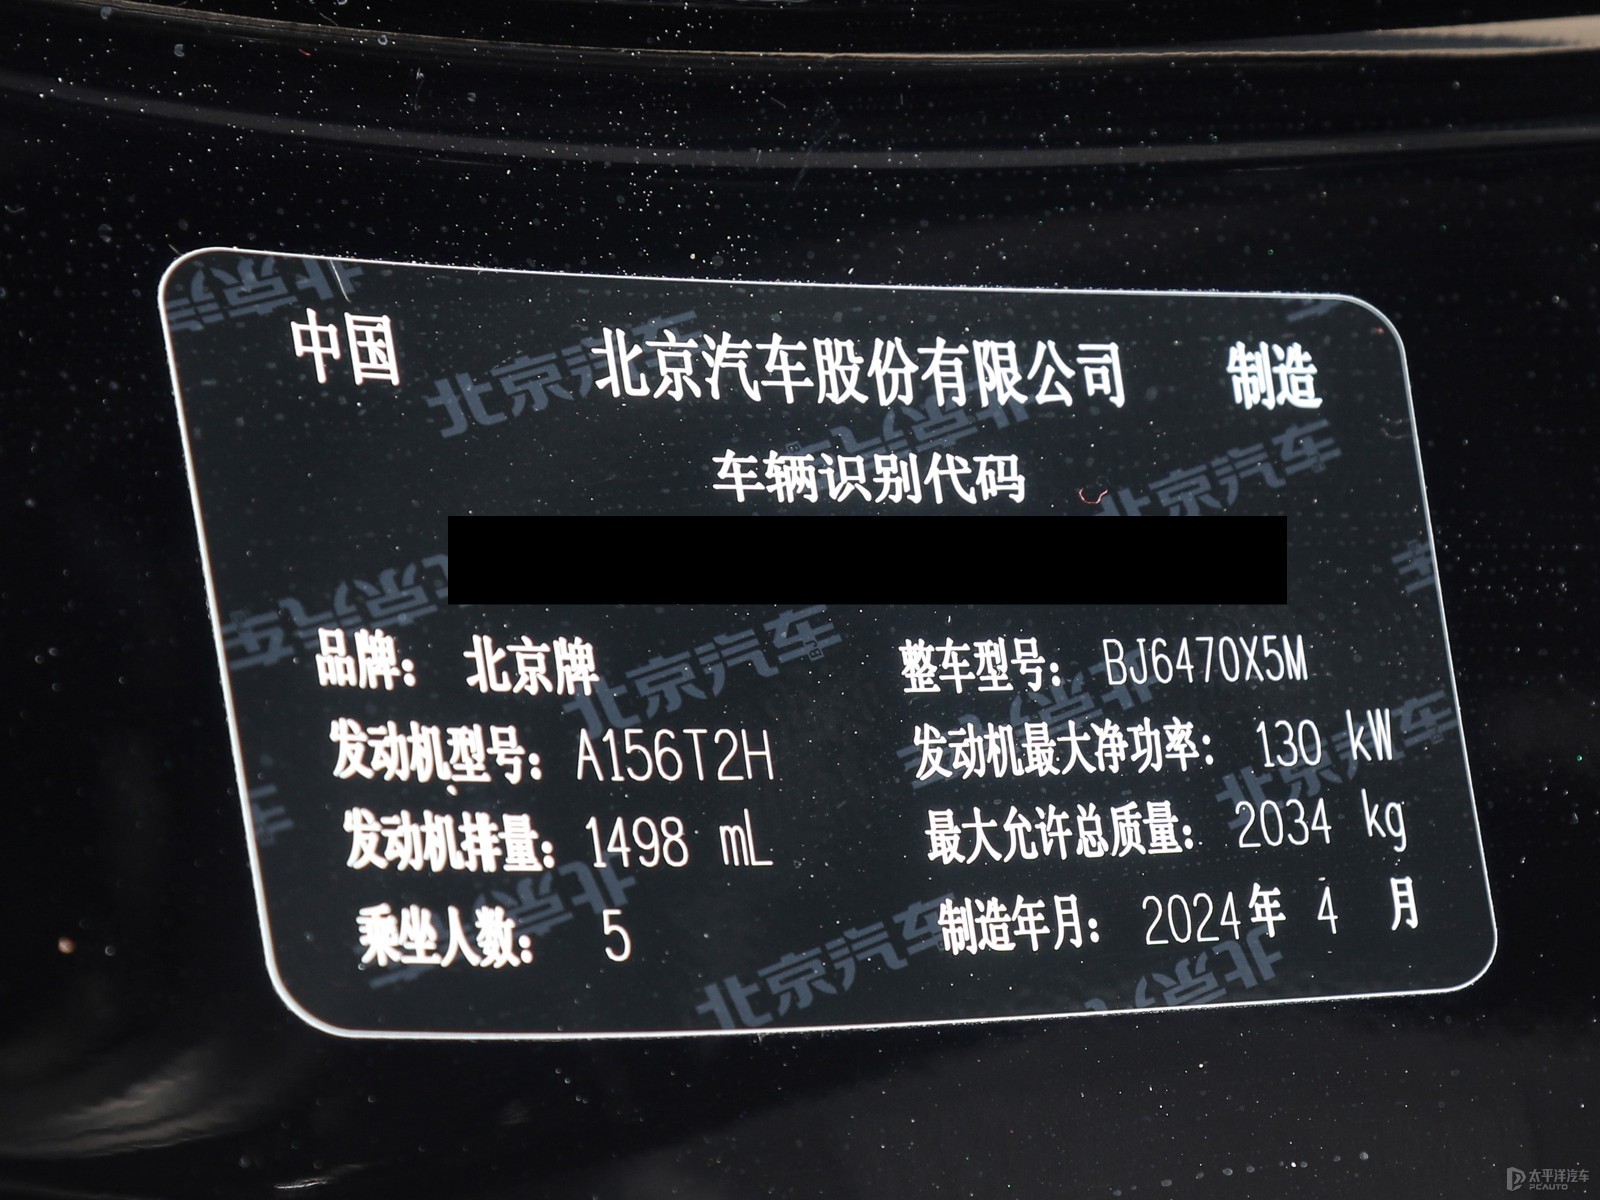 中国 北京汽车股份有限公司 制造
车辆识别代码
品牌: 北京牌 整车型号: BJ6470X5M
发动机型号: A156T2H 发动机最大净功率: 130 kW
发动机排量: 1498 mL 最大允许总质量: 2034 kg
乘坐人数: 5 制造年月: 2024年 4 月
太平洋汽车
PCAUTO